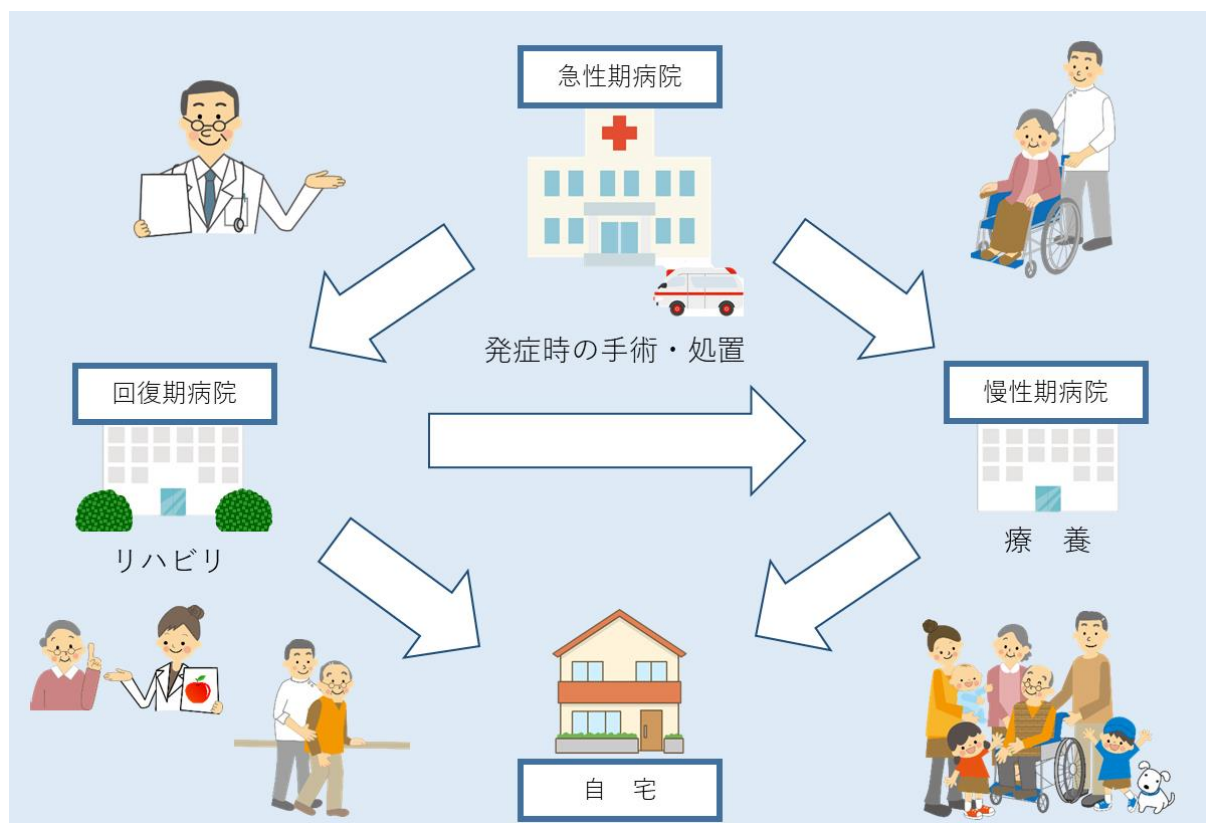 急性期病院
発症時の手術・処置
回復期病院
慢性期病院
リハビリ
療　養
自　宅